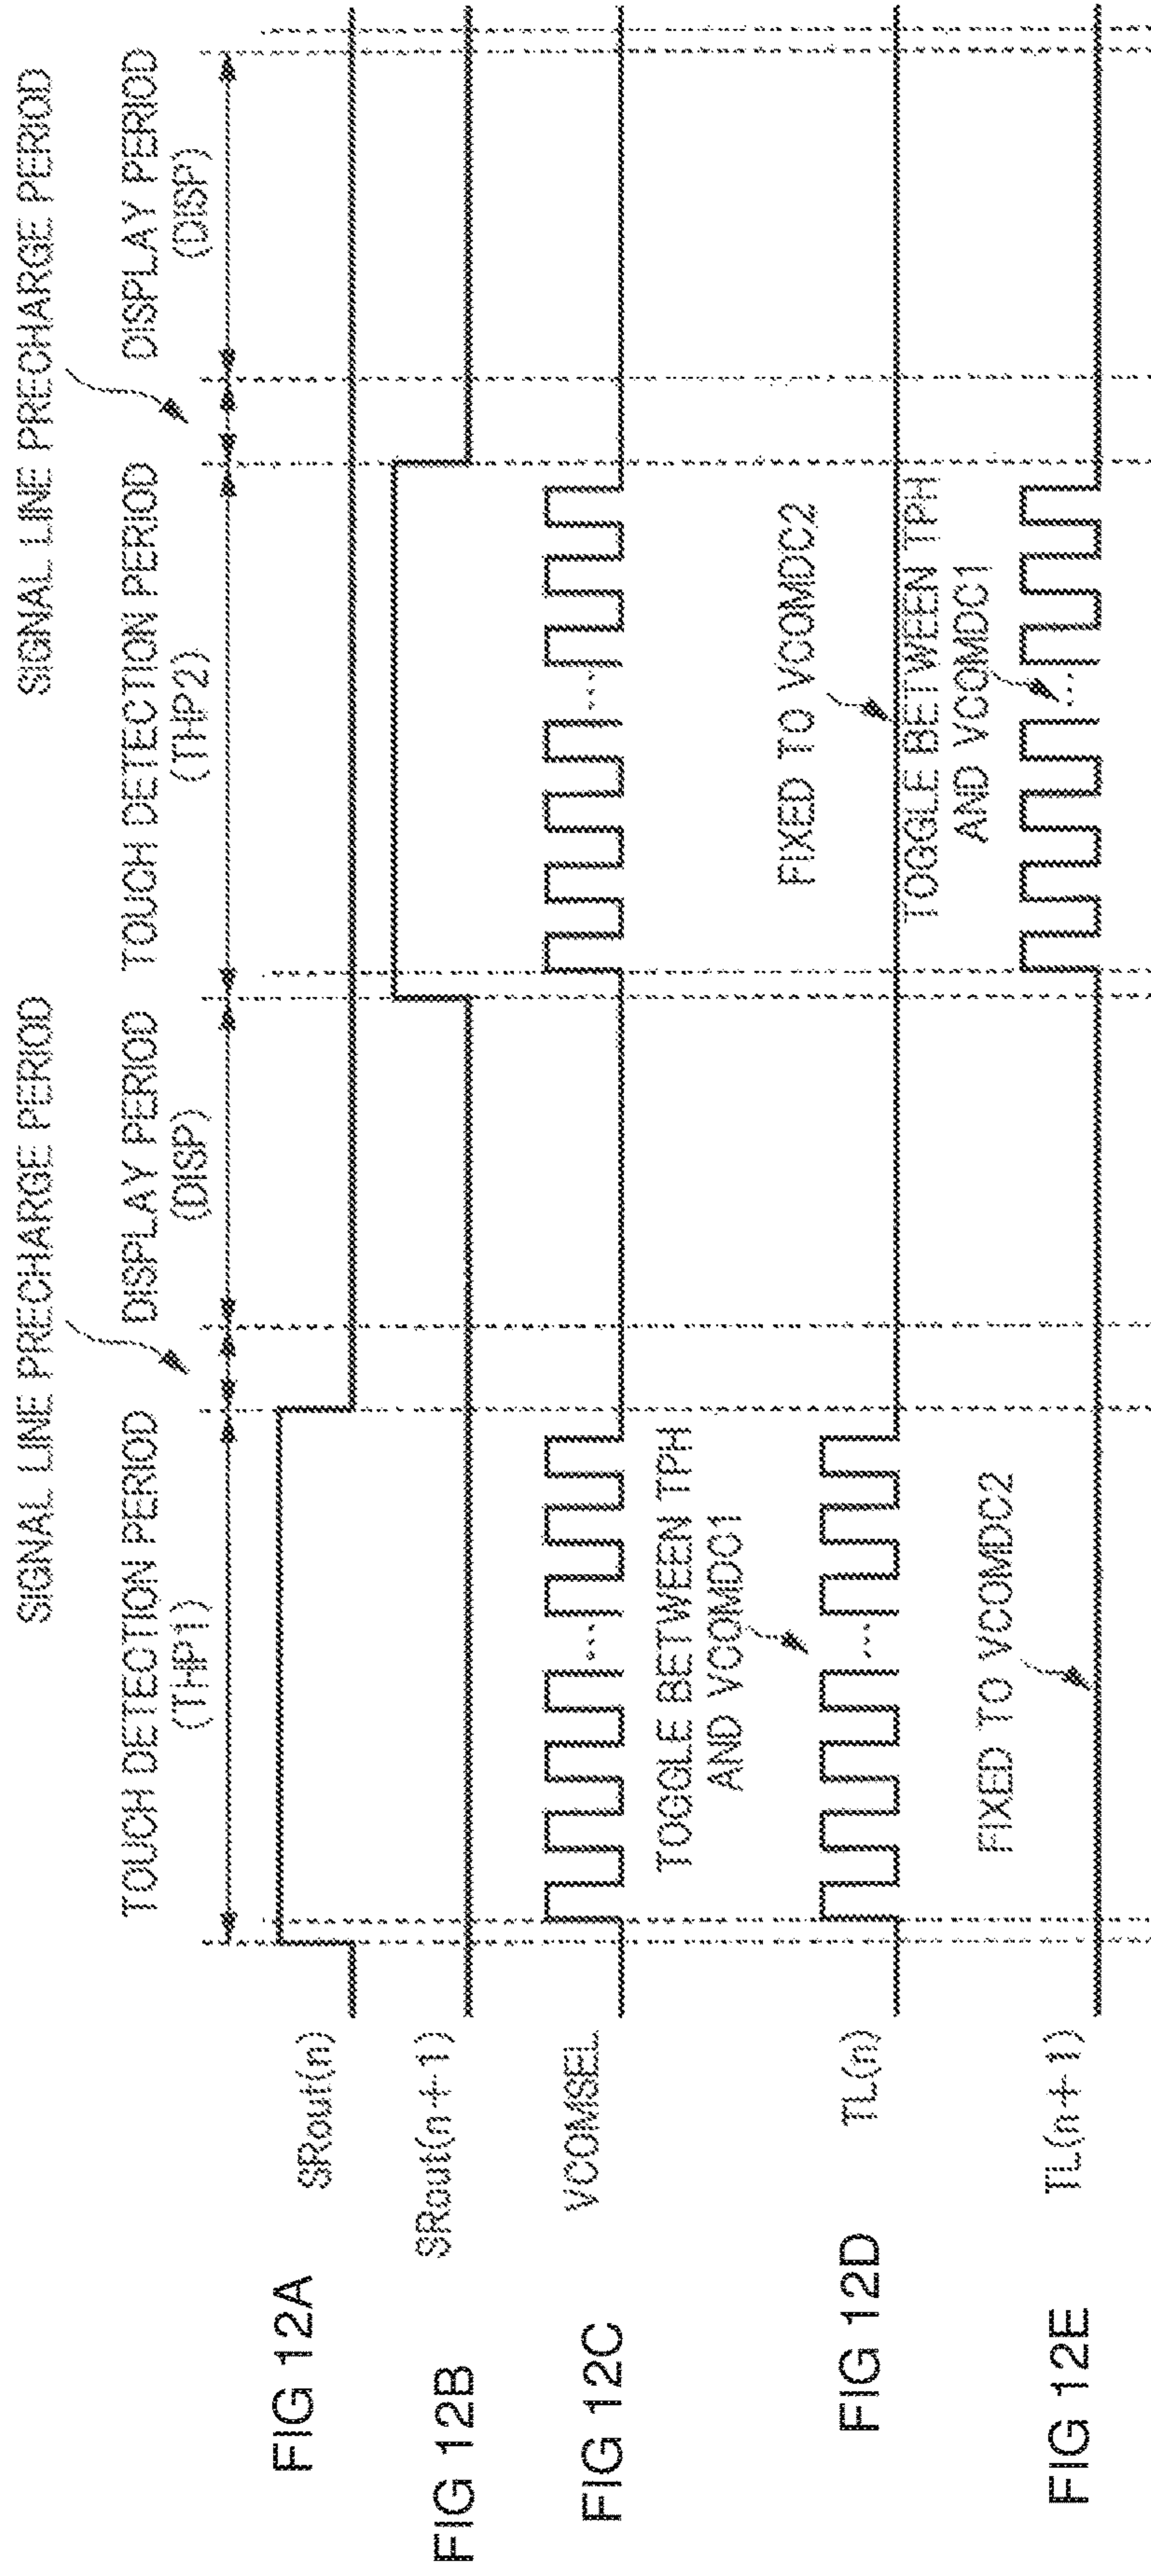 SIGNAL LINE PRECHARGE PERIOD
SIGNAL LINE PRECHARGE PERIOD
TOUCH DETECTION PERIOD
(THP1)
DISPLAY PERIOD
(DISP)
TOUCH DETECTION PERIOD
(THP2)
DISPLAY PERIOD
(DISP)
FIG 12A
SRout(n)
FIG 12B
SRout(n+1)
FIG 12C
VCOMSEL
TOGGLE BETWEEN TPH
AND VCOMDC1
FIXED TO VCOMDC2
FIG 12D
TL(n)
TOGGLE BETWEEN TPH
AND VCOMDC1
FIXED TO VCOMDC2
FIG 12E
TL(n+1)